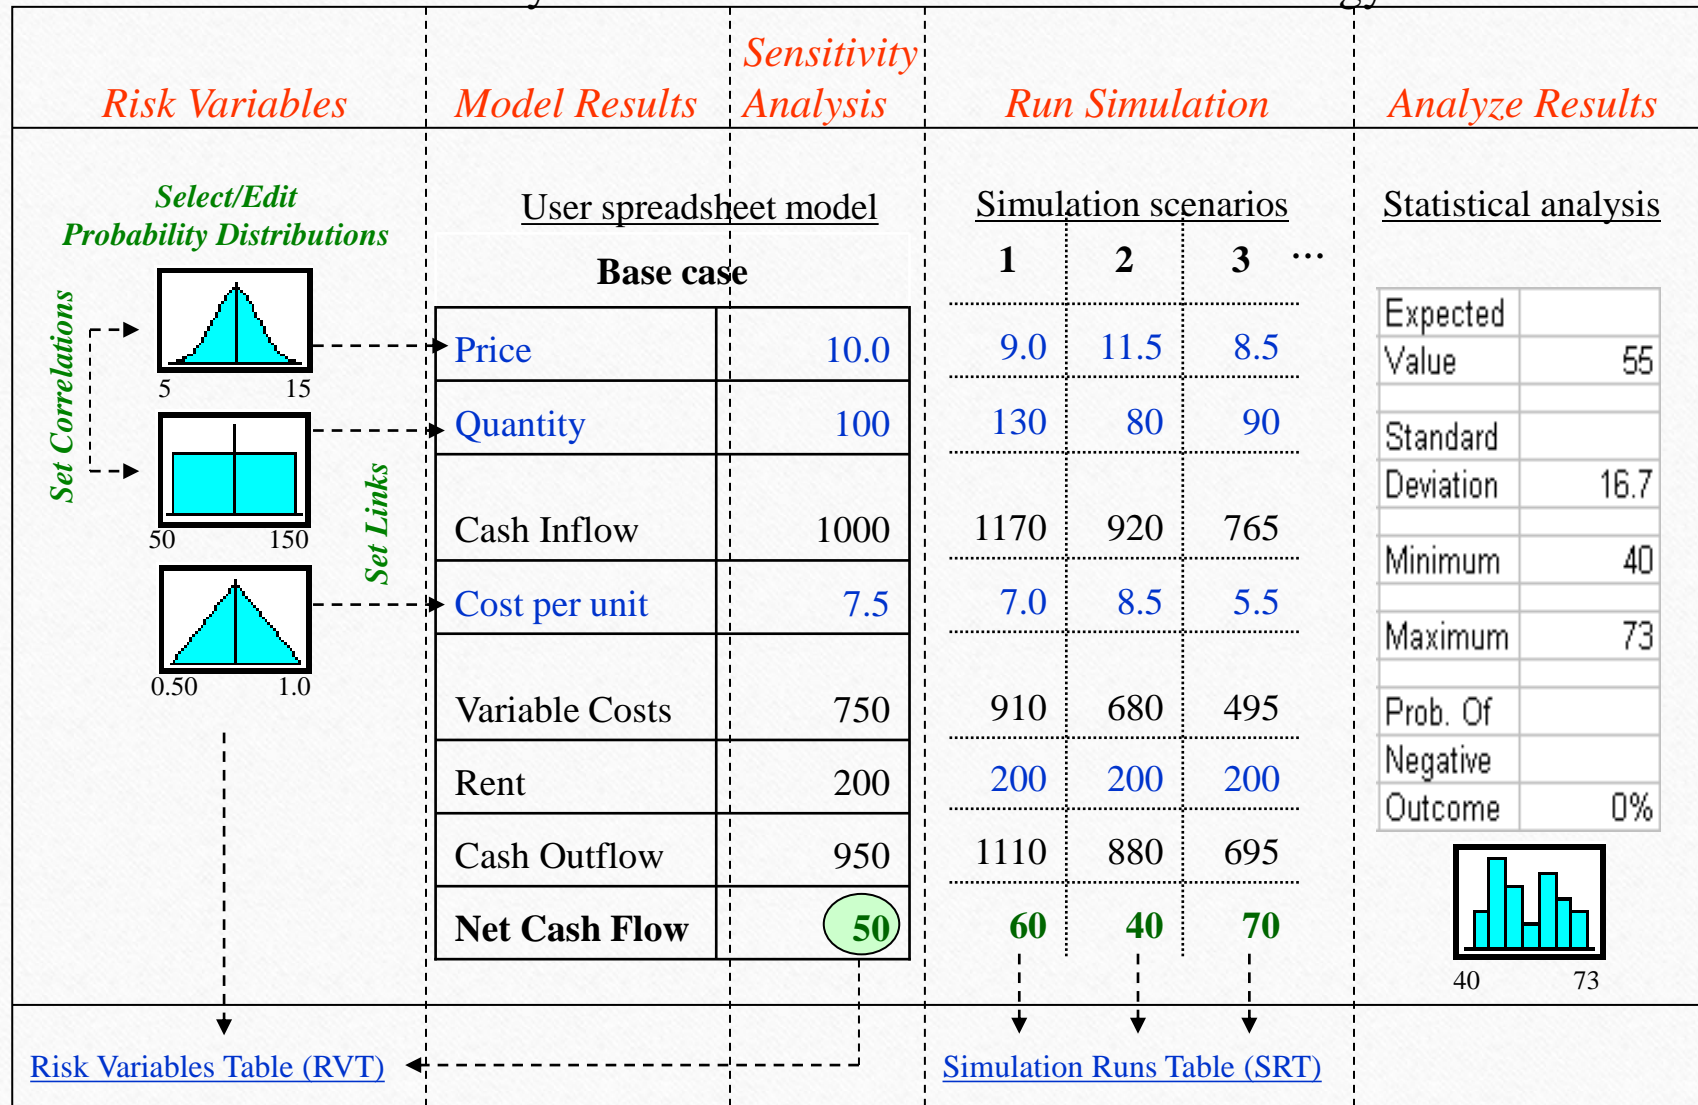 Risk Variables
Model Results
Sensitivity
Analysis
Run Simulation
Analyze Results
Select/Edit
Probability Distributions
Set Correlations
5 15
50 150
Set Links
0.50 1.0
User spreadsheet model
Base case
Price 10.0
Quantity 100
Cash Inflow 1000
Cost per unit 7.5
Variable Costs 750
Rent 200
Cash Outflow 950
Net Cash Flow 50
Simulation scenarios
1 2 3 ...
9.0 11.5 8.5
130 80 90
1170 920 765
7.0 8.5 5.5
910 680 495
200 200 200
1110 880 695
60 40 70
Statistical analysis
Expected
Value 55
Standard
Deviation 16.7
Minimum 40
Maximum 73
Prob. Of
Negative
Outcome 0%
40 73
Risk Variables Table (RVT)
Simulation Runs Table (SRT)